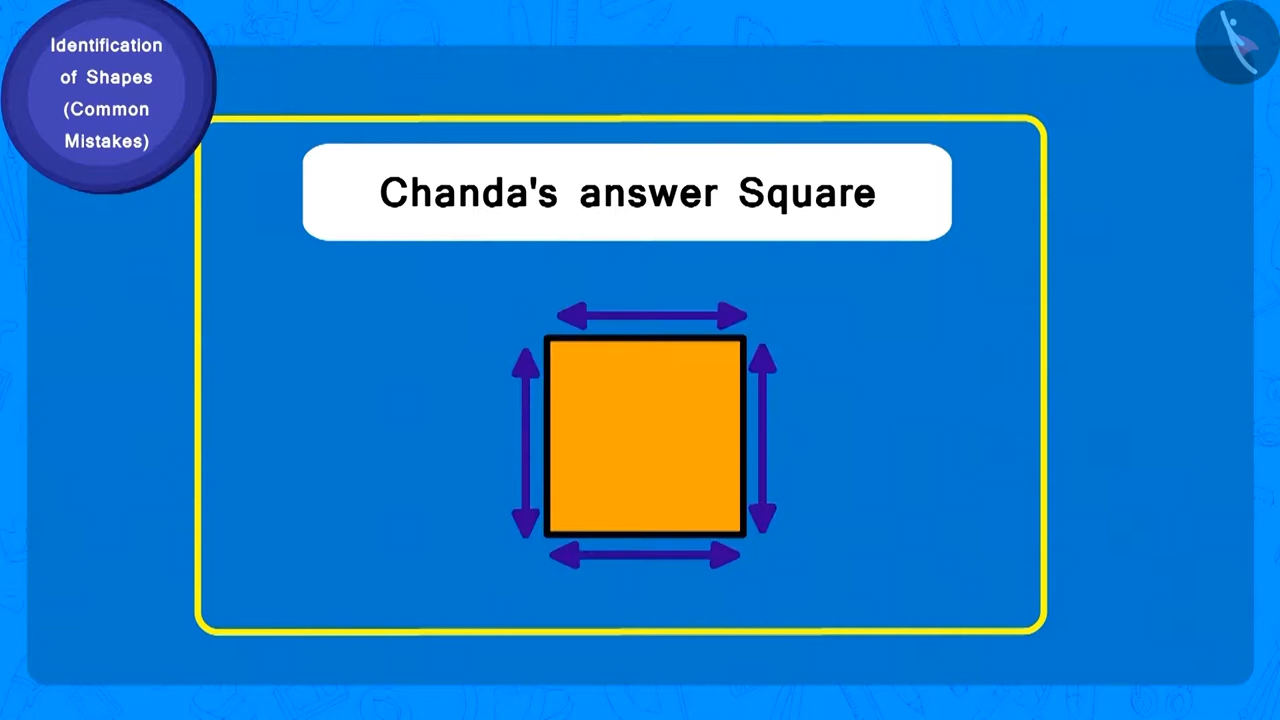 Identification
of Shapes
(Common
Mistakes)
Chanda's answer Square